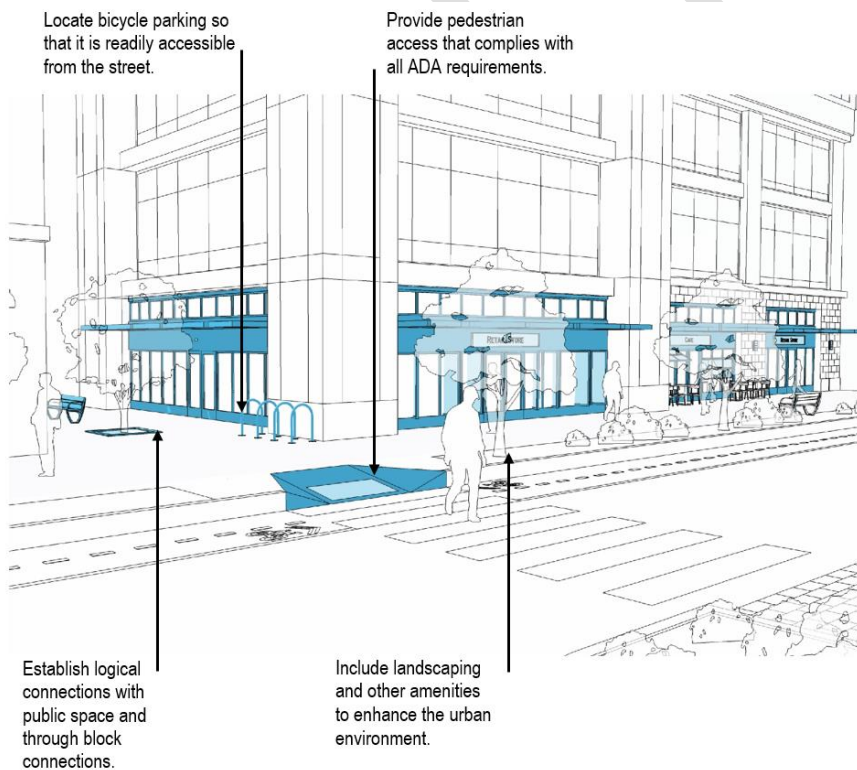 Locate bicycle parking so
that it is readily accessible
from the street.
Provide pedestrian
access that complies with
all ADA requirements.
CAFE
Establish logical
connections with
public space and
through block
connections.
Include landscaping
and other amenities
to enhance the urban
environment.